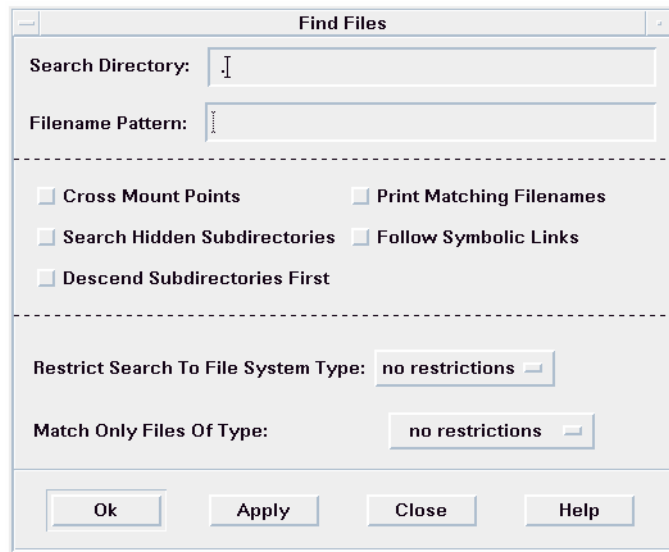 Find Files
Search Directory: .
Filename Pattern:
Cross Mount Points
Print Matching Filenames
Search Hidden Subdirectories
Follow Symbolic Links
Descend Subdirectories First
Restrict Search To File System Type: no restrictions
Match Only Files Of Type: no restrictions
Ok Apply Close Help